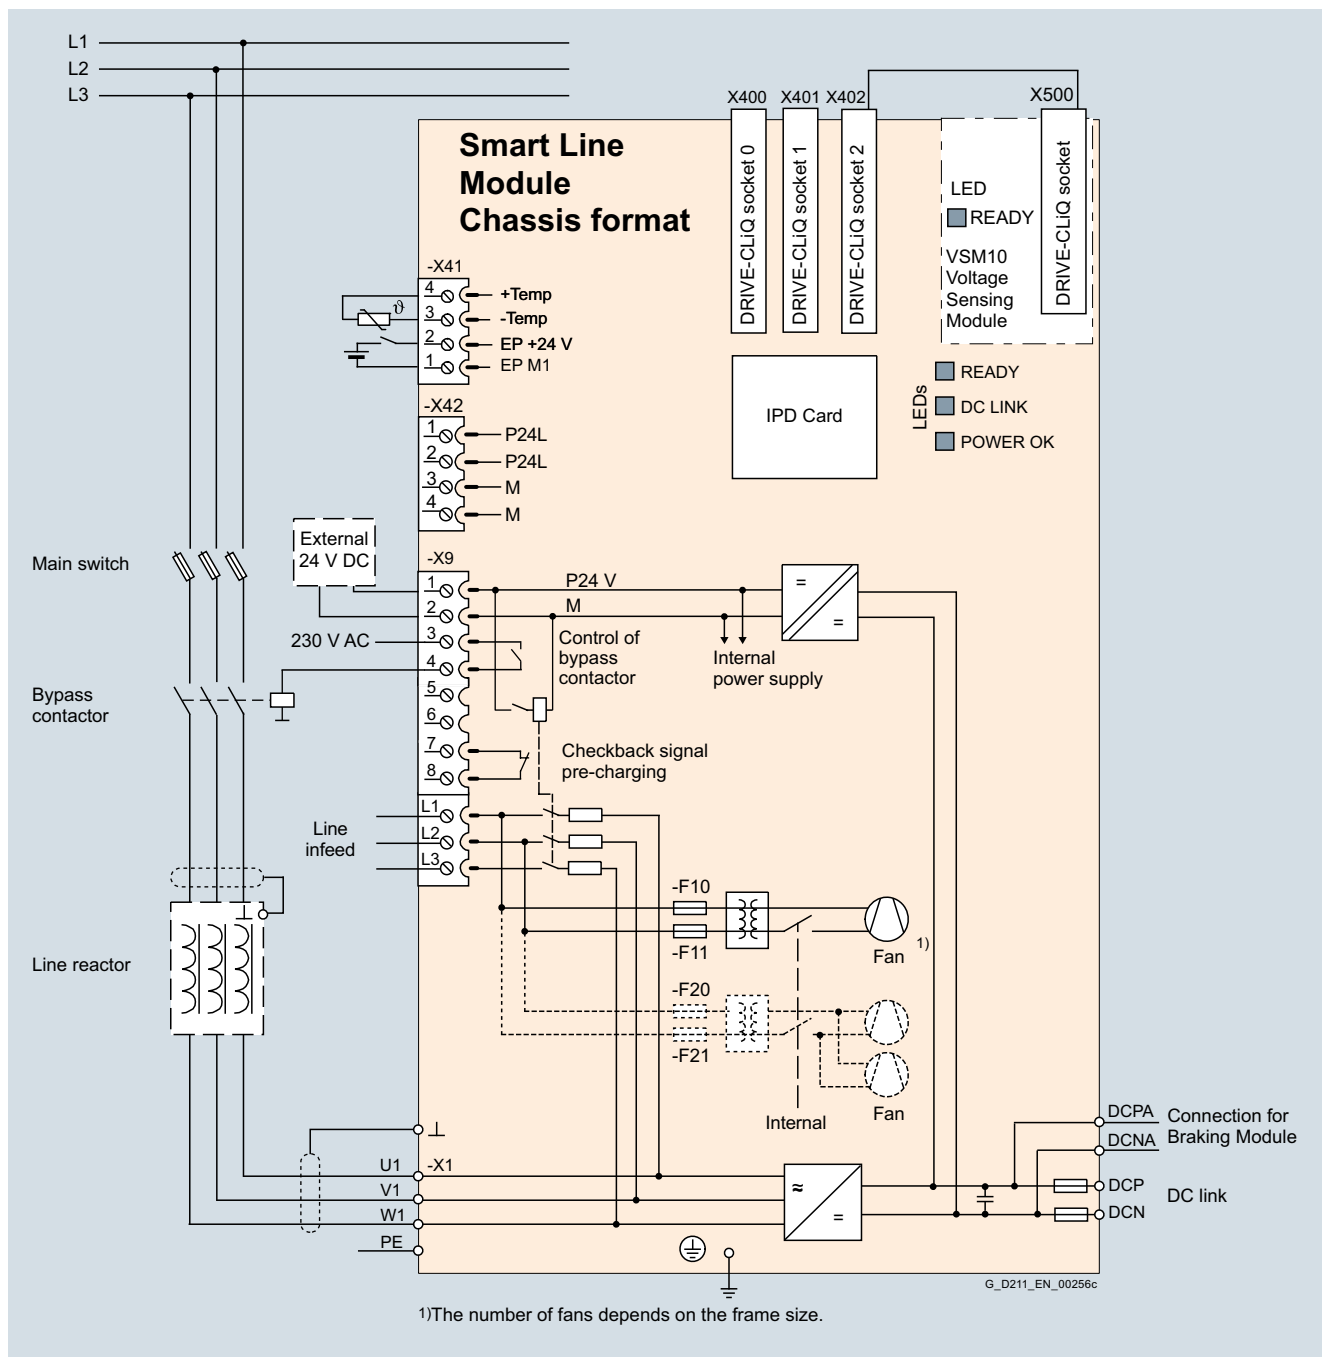 L1
L2
L3
X400
X401
X402
X500
Smart Line
Module
Chassis format
DRIVE-CLiQ socket 0
DRIVE-CLiQ socket 1
DRIVE-CLiQ socket 2
DRIVE-CLiQ socket
LED
READY
VSM10
Voltage
Sensing
Module
-X41
4
+Temp
ϑ
3
-Temp
2
EP +24 V
1
EP M1
IPD Card
LEDs
READY
DC LINK
POWER OK
-X42
1
P24L
2
P24L
3
M
4
M
Main switch
External
24 V DC
-X9
1
P24 V
=
=
2
M
230 V AC
3
4
Control of
bypass
contactor
Internal
power supply
Bypass
contactor
5
6
7
8
Checkback signal
pre-charging
Line
infeed
L1
L2
L3
-F10
-F11
Fan
1)
Line reactor
-F20
-F21
Fan
Internal
DCPA
DCNA
Connection for
Braking Module
U1
-X1
V1
W1
PE
≈
=
DCP
DCN
DC link
G_D211_EN_00256c
1)The number of fans depends on the frame size.